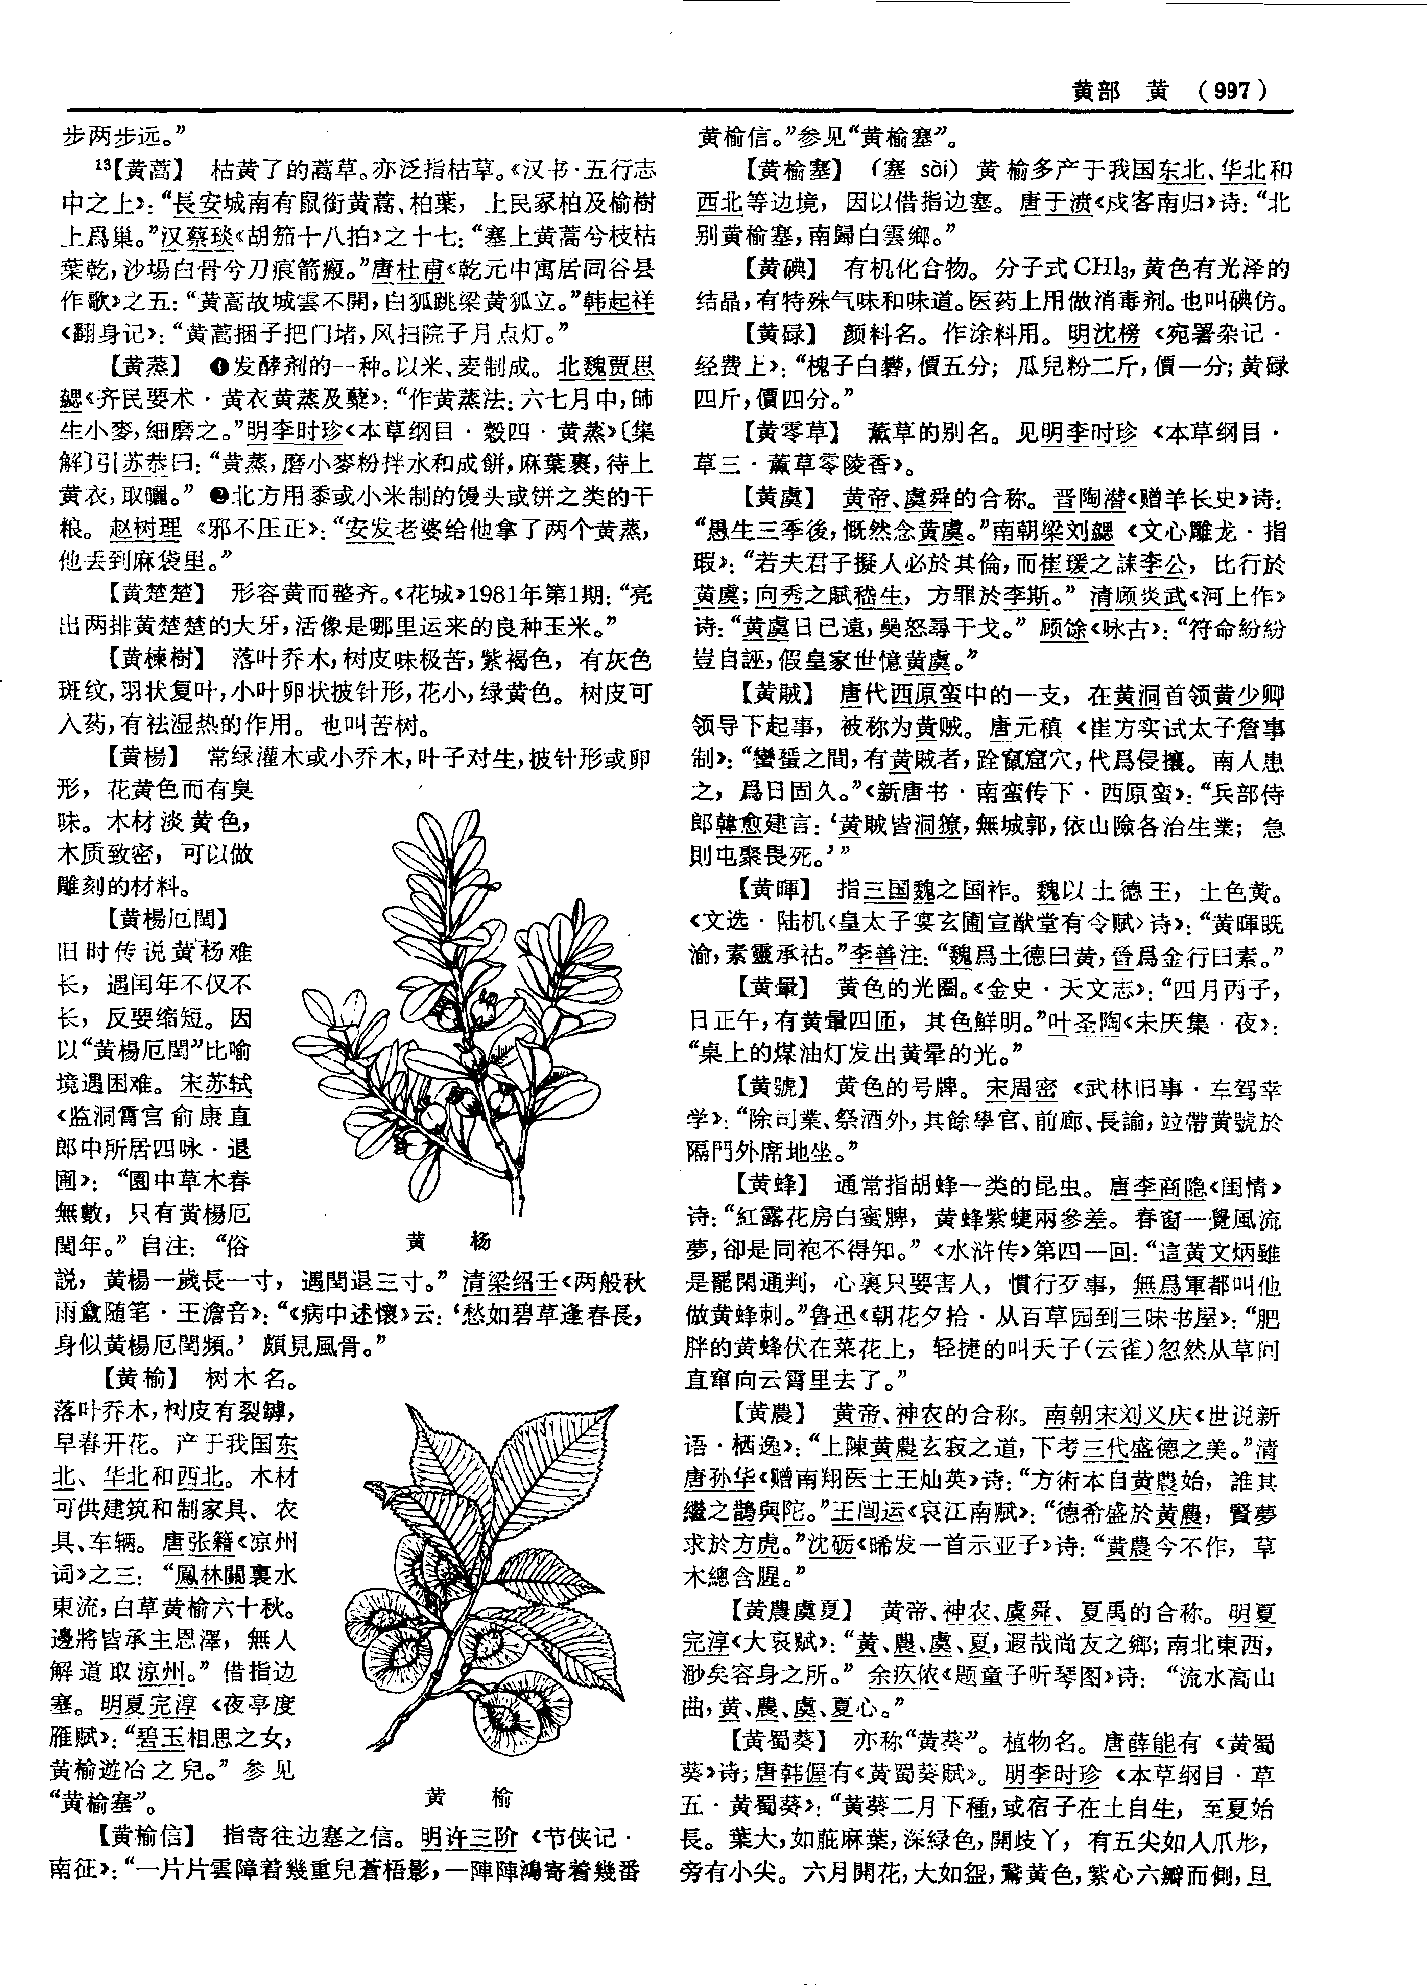 黄部 黄 (997)
步两步远。”
¹³【黄蒿】 枯黄了的蒿草。亦泛指枯草。《汉书·五行志
中之上》：“長安城南有鼠銜黄蒿、柏葉，上民冢柏及榆樹
上爲巢。”汉蔡琰《胡笳十八拍》之十七：“塞上黄蒿兮枝枯
葉乾，沙場白骨兮刀痕箭瘢。”唐杜甫《乾元中寓居同谷县
作歌》之五：“黄蒿故城雲不開，白狐跳梁黄狐立。”韩起祥
《翻身记》：“黄蒿捆子把门堵，风扫院子月点灯。”
【黄蒸】 ❶发酵剂的一种。以米、麦制成。北魏贾思
勰《齐民要术·黄衣黄蒸及糵》：“作黄蒸法：六七月中，師
生小麥，細磨之。”明李时珍《本草纲目·穀四·黄蒸》〔集
解〕引苏恭曰：“黄蒸，磨小麥粉拌水和成餅，麻葉裹，待上
黄衣，取曬。” ❷北方用黍或小米制的馒头或饼之类的干
粮。赵树理《邪不压正》：“安发老婆给他拿了两个黄蒸，
他丢到麻袋里。”
【黄楚楚】 形容黄而整齐。《花城》1981年第1期：“亮
出两排黄楚楚的大牙，活像是哪里运来的良种玉米。”
【黄楝樹】 落叶乔木，树皮味极苦，紫褐色，有灰色
斑纹，羽状复叶，小叶卵状披针形，花小，绿黄色。树皮可
入药，有祛湿热的作用。也叫苦树。
【黄楊】 常绿灌木或小乔木，叶子对生，披针形或卵
形，花黄色而有臭
味。木材淡黄色，
木质致密，可以做
雕刻的材料。
【黄楊厄閏】
旧时传说黄杨难
长，遇闰年不仅不
长，反要缩短。因
以“黄楊厄閏”比喻
境遇困难。宋苏轼
《监洞霄宫俞康直
郎中所居四咏·退
圃》：“園中草木春
無數，只有黄楊厄
閏年。”自注：“俗
説，黄楊一歲長一寸，遇閏退三寸。”清梁绍壬《两般秋
雨盦随笔·王澹音》：“《病中述懷》云：‘愁如碧草逢春長，
身似黄楊厄閏頻。’頗見風骨。”
黄 杨
【黄榆】 树木名。
落叶乔木，树皮有裂罅，
早春开花。产于我国东
北、华北和西北。木材
可供建筑和制家具、农
具、车辆。唐张籍《凉州
词》之三：“鳳林關裏水
東流，白草黄榆六十秋。
邊將皆承主恩澤，無人
解道取凉州。”借指边
塞。明夏完淳《夜亭度
雁赋》：“碧玉相思之女，
黄榆遊冶之兒。”参见
“黄榆塞”。
黄 榆
【黄榆信】 指寄往边塞之信。明许三阶《节侠记·
南征》：“一片片雲障着幾重兒蒼梧影，一陣陣鴻寄着幾番
黄榆信。”参见“黄榆塞”。
【黄榆塞】 （塞 sài）黄榆多产于我国东北、华北和
西北等边境，因以借指边塞。唐于濆《戍客南归》诗：“北
别黄榆塞，南歸白雲鄉。”
【黄碘】 有机化合物。分子式CHI₃，黄色有光泽的
结晶，有特殊气味和味道。医药上用做消毒剂。也叫碘仿。
【黄碌】 颜料名。作涂料用。明沈榜《宛署杂记·
经费上》：“槐子白礬，價五分；瓜兒粉二斤，價一分；黄碌
四斤，價四分。”
【黄零草】 薰草的别名。见明李时珍《本草纲目·
草三·薰草零陵香》。
【黄虞】 黄帝、虞舜的合称。晋陶潜《赠羊长史》诗：
“愚生三季後，慨然念黄虞。”南朝梁刘勰《文心雕龙·指
瑕》：“若夫君子擬人必於其倫，而崔瑗之誄李公，比行於
黄虞；向秀之賦嵇生，方罪於李斯。”清顾炎武《河上作》
诗：“黄虞日已遠，奰怒尋干戈。”顾馀《咏古》：“符命紛紛
豈自誣，假皇家世憶黄虞。”
【黄賊】 唐代西原蛮中的一支，在黄洞首领黄少卿
领导下起事，被称为黄贼。唐元稹《崔方实试太子詹事
制》：“蠻蜑之間，有黄賊者，跧竄窟穴，代爲侵攘。南人患
之，爲日固久。”《新唐书·南蛮传下·西原蛮》：“兵部侍
郎韓愈建言：‘黄賊皆洞獠，無城郭，依山險各治生業；急
則屯聚畏死。’”
【黄暉】 指三国魏之国祚。魏以土德王，土色黄。
《文选·陆机〈皇太子宴玄圃宣猷堂有令赋〉诗》：“黄暉既
渝，素靈承祜。”李善注：“魏爲土德曰黄，晉爲金行曰素。”
【黄暈】 黄色的光圈。《金史·天文志》：“四月丙子，
日正午，有黄暈四匝，其色鮮明。”叶圣陶《未厌集·夜》：
“桌上的煤油灯发出黄晕的光。”
【黄號】 黄色的号牌。宋周密《武林旧事·车驾幸
学》：“除司業、祭酒外，其餘學官、前廊、長諭，竝帶黄號於
隔門外席地坐。”
【黄蜂】 通常指胡蜂一类的昆虫。唐李商隐《闺情》
诗：“紅露花房白蜜脾，黄蜂紫蝶兩參差。春窗一覺風流
夢，卻是同袍不得知。”《水浒传》第四一回：“這黄文炳雖
是罷閑通判，心裏只要害人，慣行歹事，無爲軍都叫他
做黄蜂刺。”鲁迅《朝花夕拾·从百草园到三味书屋》：“肥
胖的黄蜂伏在菜花上，轻捷的叫天子(云雀)忽然从草间
直窜向云霄里去了。”
【黄農】 黄帝、神农的合称。南朝宋刘义庆《世说新
语·栖逸》：“上陳黄農玄寂之道，下考三代盛德之美。”清
唐孙华《赠南翔医士王灿英》诗：“方術本自黄農始，誰其
繼之鵲與陀。”王闿运《哀江南赋》：“德希盛於黄農，賢夢
求於方虎。”沈砺《晞发一首示亚子》诗：“黄農今不作，草
木總含腥。”
【黄農虞夏】 黄帝、神农、虞舜、夏禹的合称。明夏
完淳《大哀赋》：“黄、農、虞、夏，遐哉尚友之鄉；南北東西，
渺矣容身之所。”余疚侬《题童子听琴图》诗：“流水高山
曲，黄、農、虞、夏心。”
【黄蜀葵】 亦称“黄葵”。植物名。唐薛能有《黄蜀
葵》诗；唐韩偓有《黄蜀葵赋》。明李时珍《本草纲目·草
五·黄蜀葵》：“黄葵二月下種，或宿子在土自生，至夏始
長。葉大，如蓖麻葉，深緑色，開歧丫，有五尖如人爪形，
旁有小尖。六月開花，大如盌，鵞黄色，紫心六瓣而側，旦